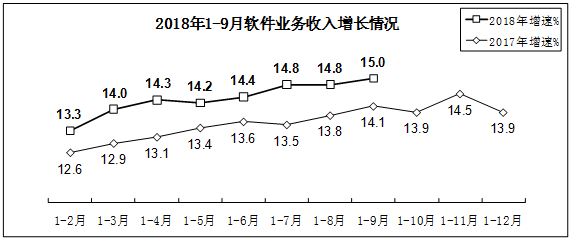 2018年1-9月软件业务收入增长情况
2018年增速%
2017年增速%
13.3 14.0 14.3 14.2 14.4 14.8 14.8 15.0
12.6 12.9 13.1 13.4 13.6 13.5 13.8 14.1 13.9 14.5 13.9
1-2月 1-3月 1-4月 1-5月 1-6月 1-7月 1-8月 1-9月 1-10月 1-11月 1-12月